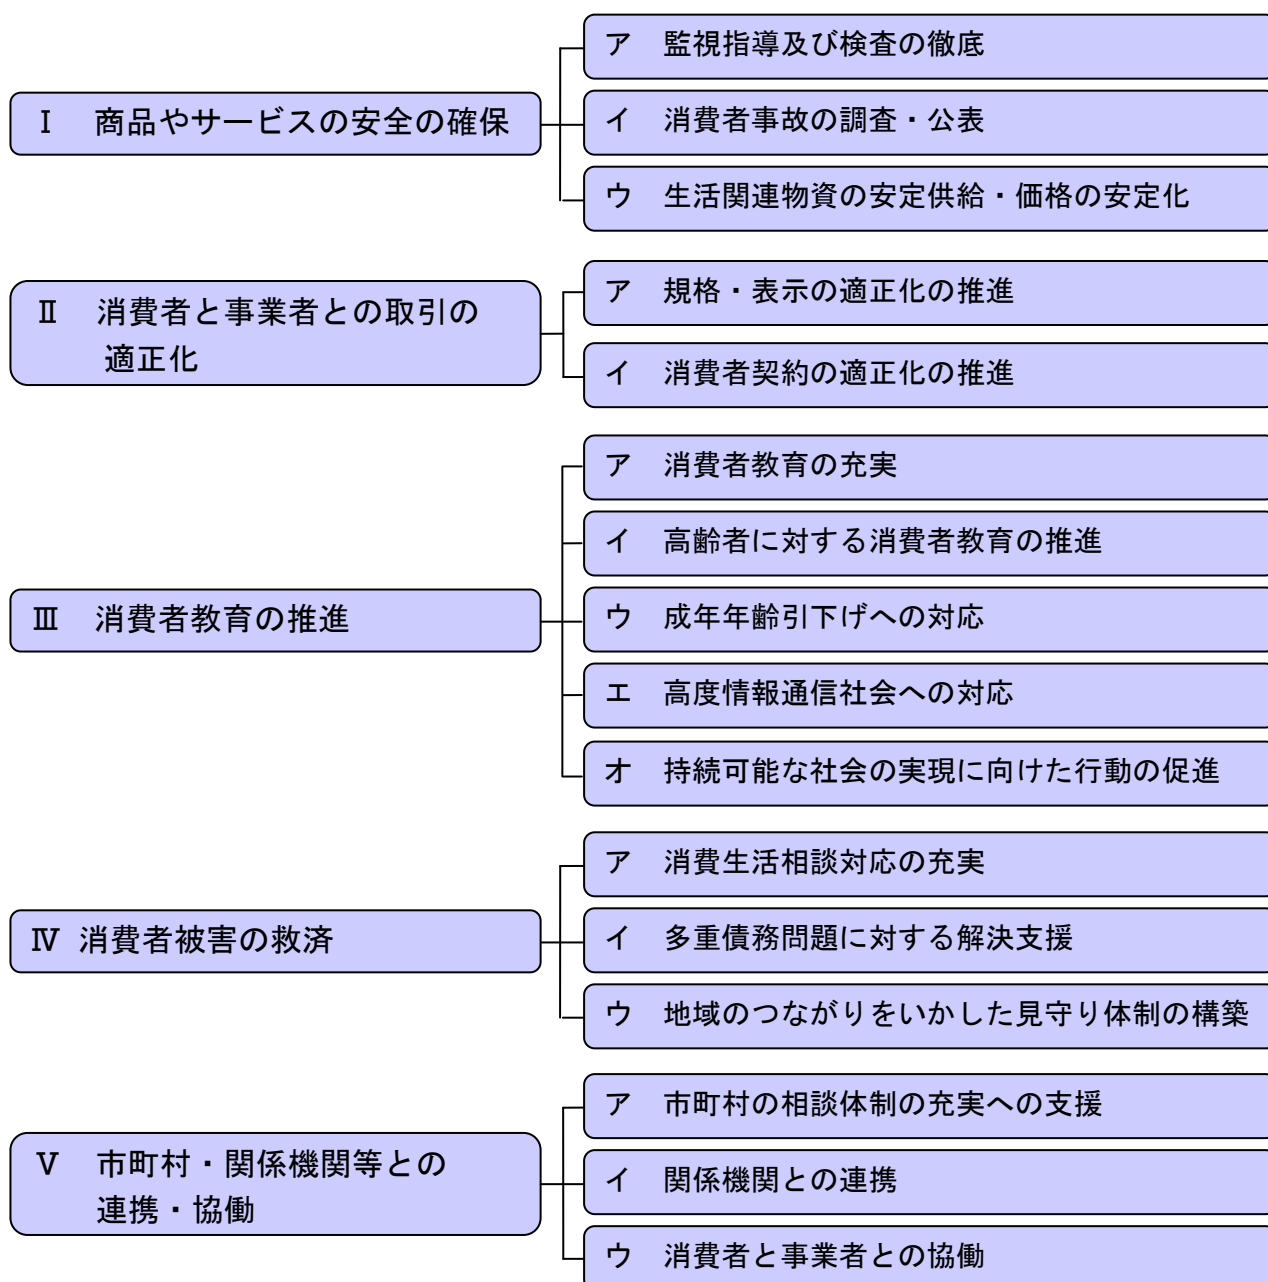 Ⅰ　商品やサービスの安全の確保
ア　監視指導及び検査の徹底
イ　消費者事故の調査・公表
ウ　生活関連物資の安定供給・価格の安定化
Ⅱ　消費者と事業者との取引の
適正化
ア　規格・表示の適正化の推進
イ　消費者契約の適正化の推進
Ⅲ　消費者教育の推進
ア　消費者教育の充実
イ　高齢者に対する消費者教育の推進
ウ　成年年齢引下げへの対応
エ　高度情報通信社会への対応
オ　持続可能な社会の実現に向けた行動の促進
Ⅳ 消費者被害の救済
ア　消費生活相談対応の充実
イ　多重債務問題に対する解決支援
ウ　地域のつながりをいかした見守り体制の構築
Ⅴ　市町村・関係機関等との
連携・協働
ア　市町村の相談体制の充実への支援
イ　関係機関との連携
ウ　消費者と事業者との協働